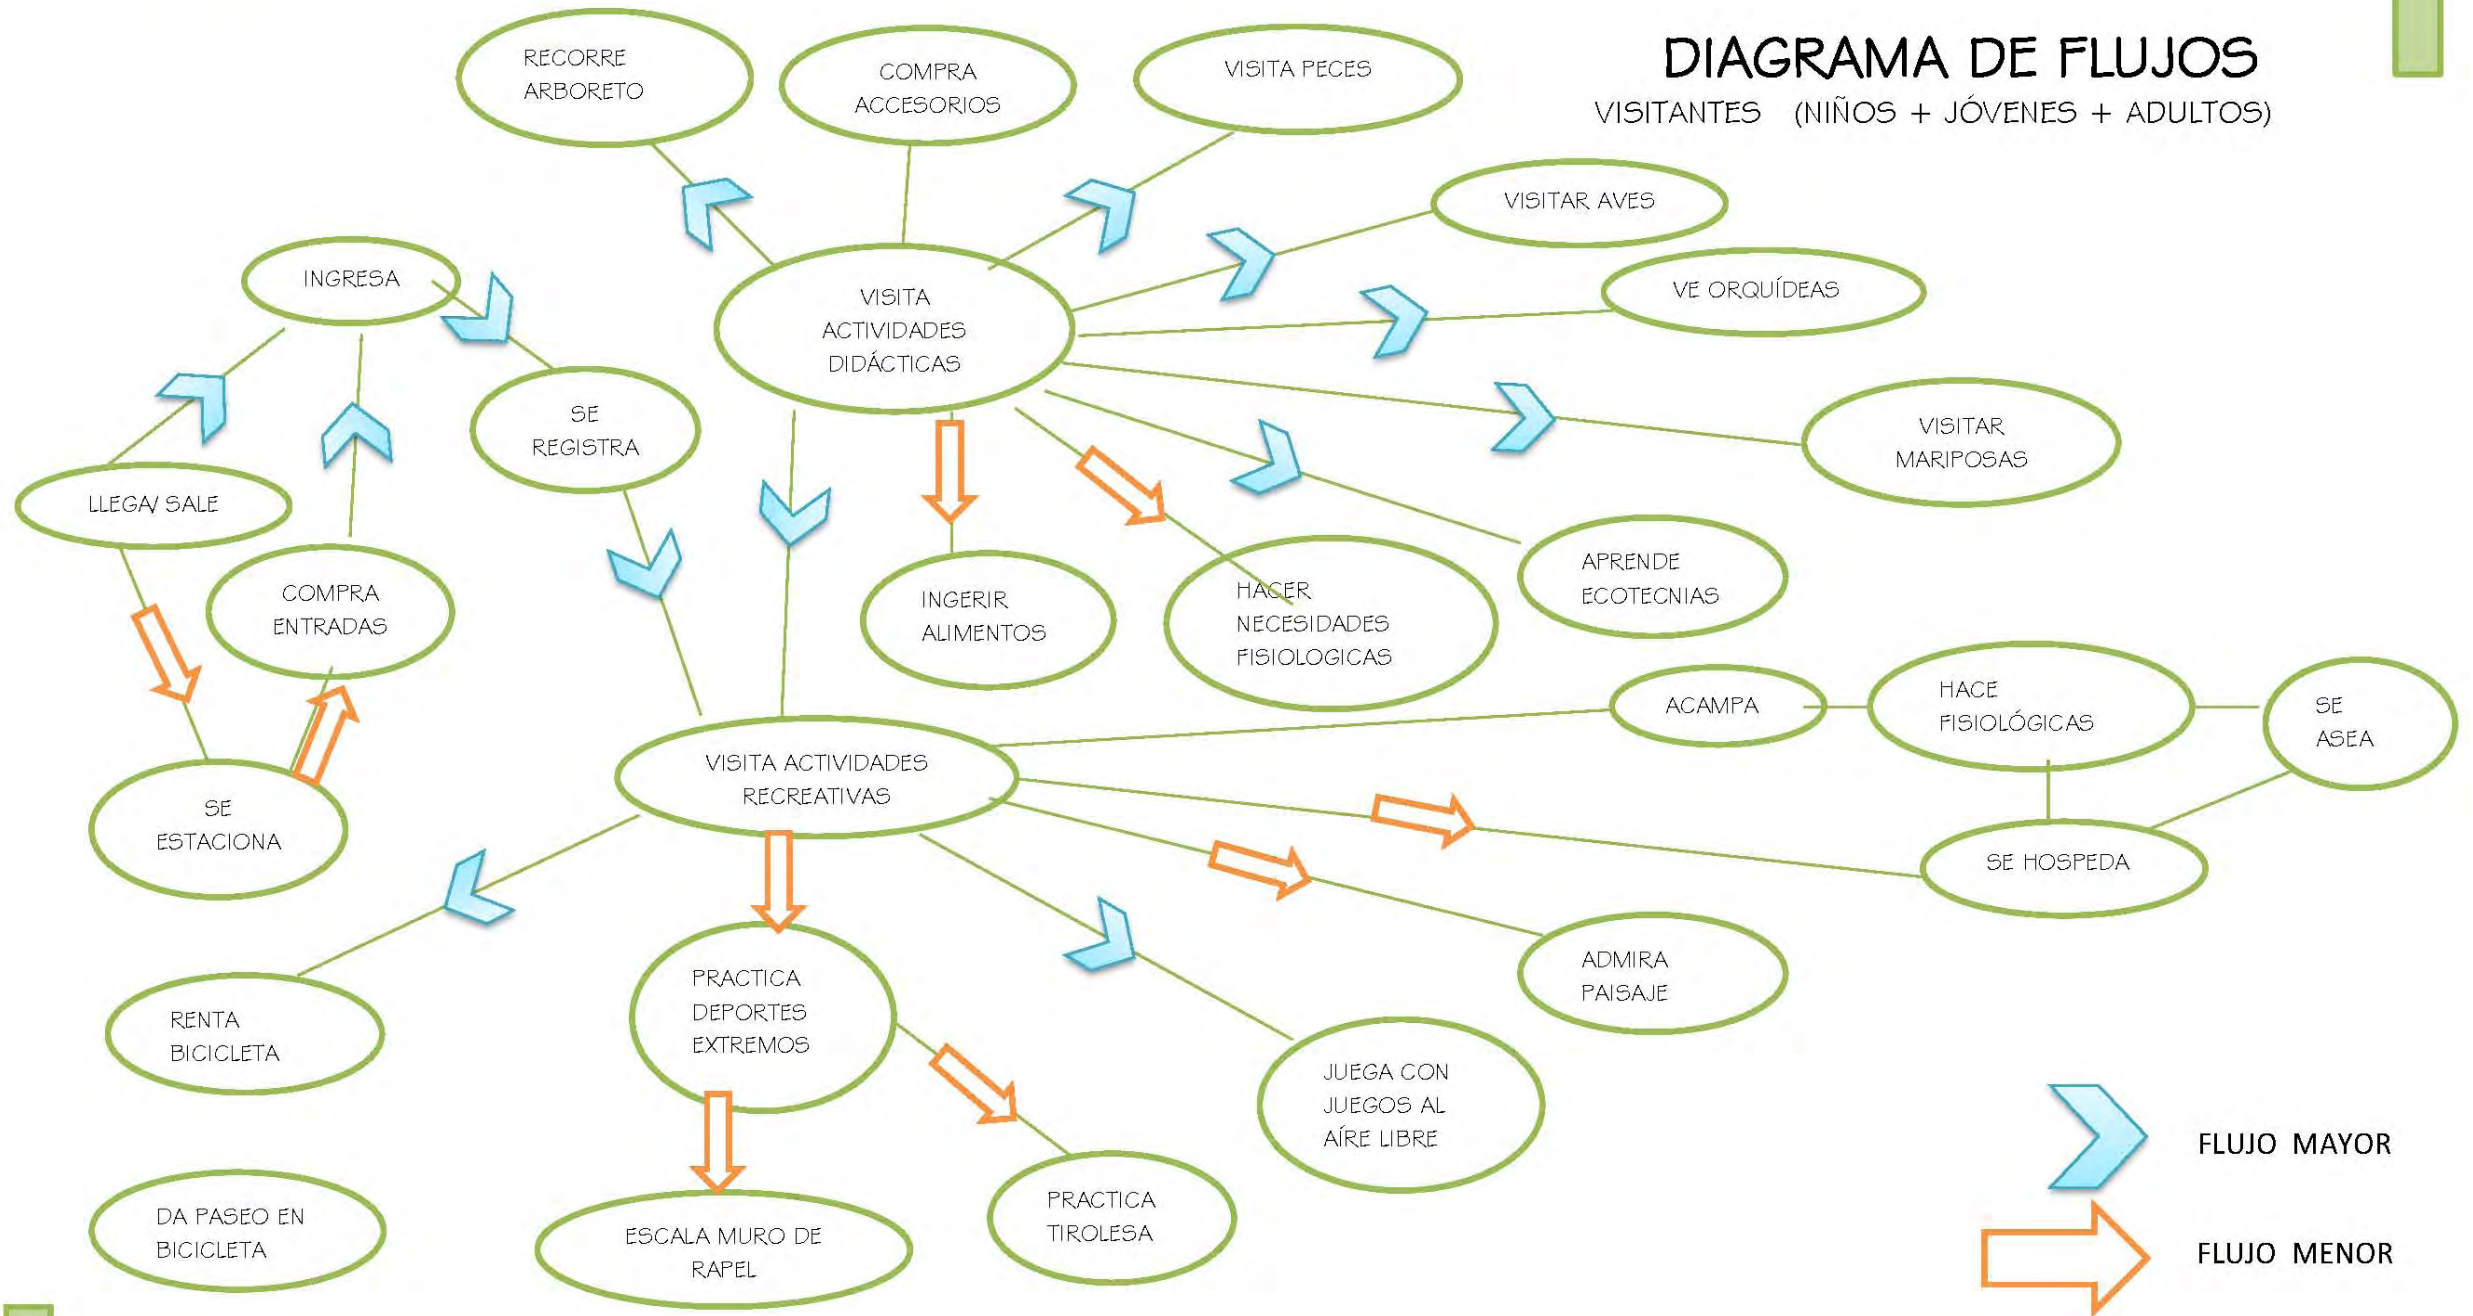 DIAGRAMA DE FLUJOS
VISITANTES (NIÑOS + JÓVENES + ADULTOS)
RECORRE
ARBORETO
COMPRA
ACCESORIOS
VISITA PECES
VISITAR AVES
VE ORQUÍDEAS
INGRESA
VISITA
ACTIVIDADES
DIDÁCTICAS
SE
REGISTRA
VISITAR
MARIPOSAS
LLEGA/ SALE
COMPRA
ENTRADAS
INGERIR
ALIMENTOS
HACER
NECESIDADES
FISIOLOGICAS
APRENDE
ECOTECNIAS
ACAMPA
HACE
FISIOLÓGICAS
SE
ASEA
VISITA ACTIVIDADES
RECREATIVAS
SE
ESTACIONA
SE HOSPEDA
ADMIRA
PAISAJE
RENTA
BICICLETA
PRACTICA
DEPORTES
EXTREMOS
JUEGA CON
JUEGOS AL
AÍRE LIBRE
DA PASEO EN
BICICLETA
ESCALA MURO DE
RAPEL
PRACTICA
TIROLESA
FLUJO MAYOR
FLUJO MENOR